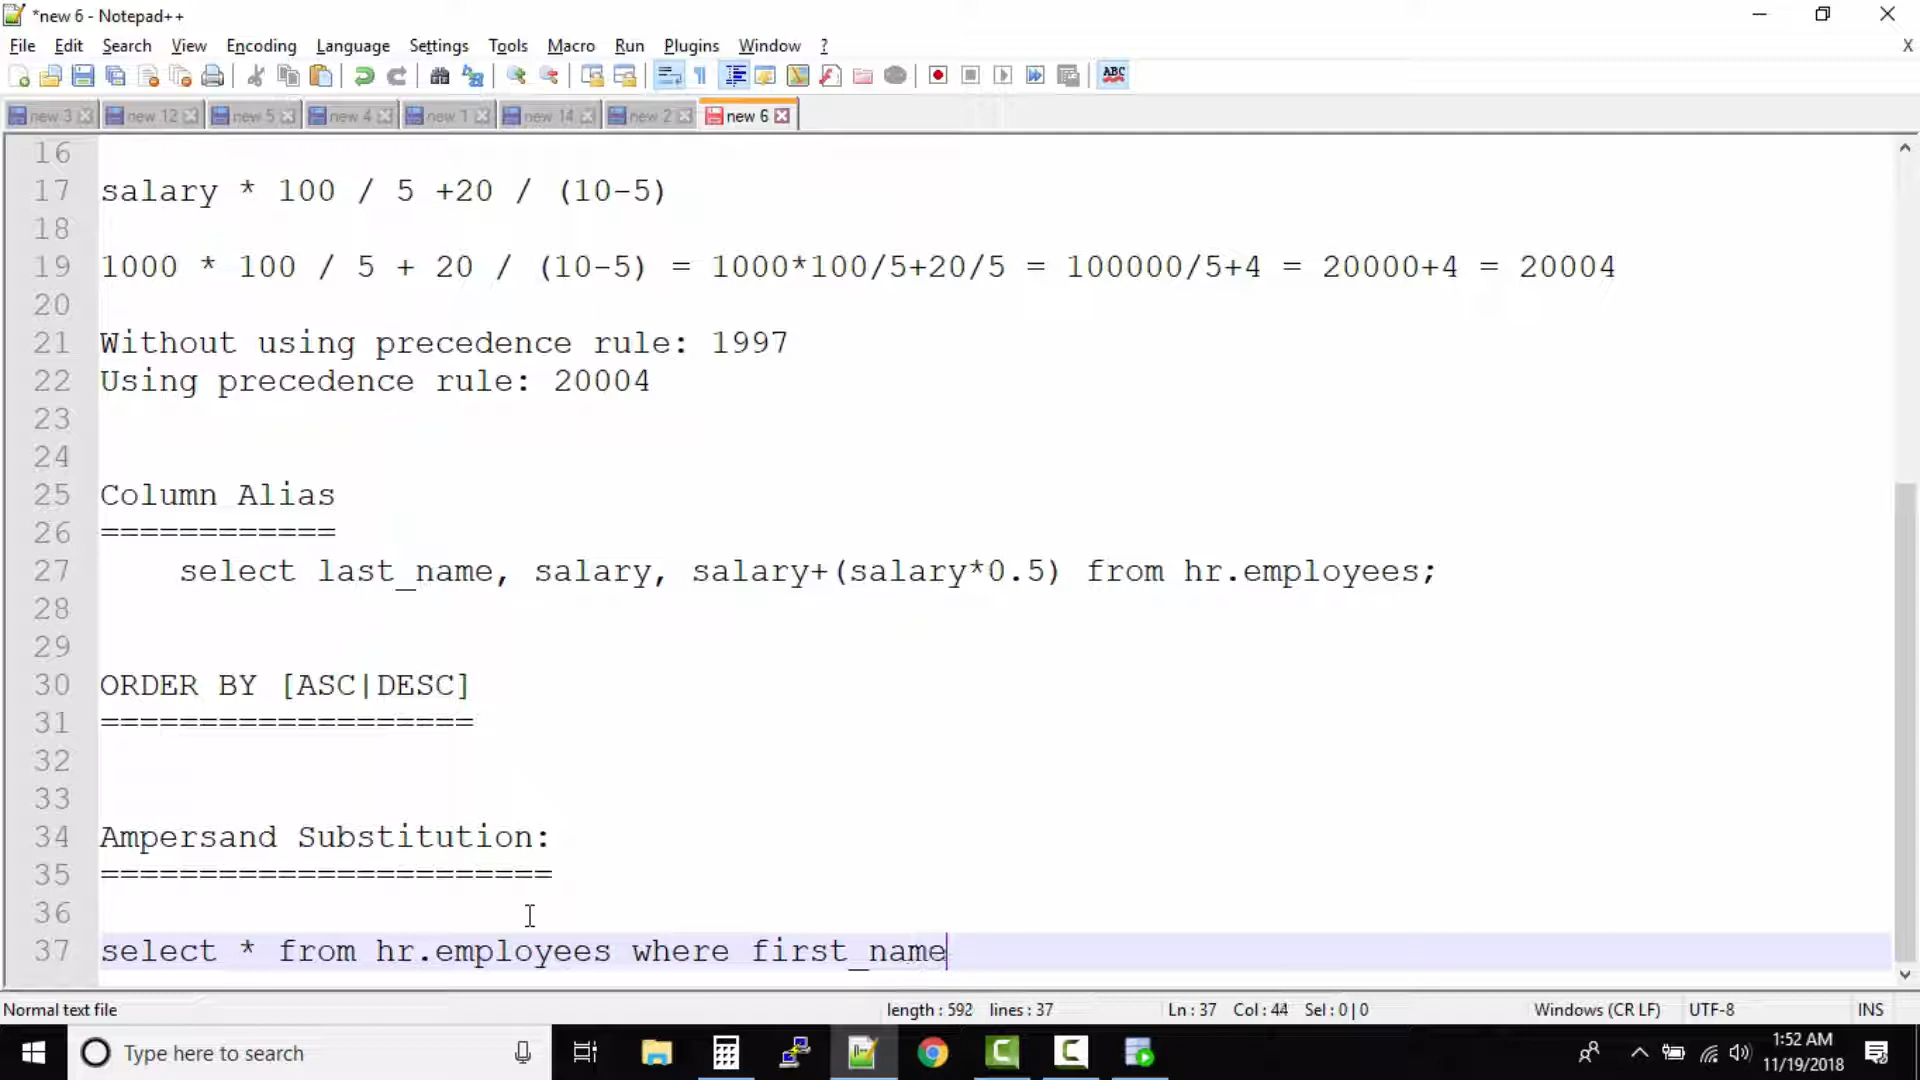 *new 6 - Notepad++
File Edit Search View Encoding Language Settings Tools Macro Run Plugins Window ? X
ABC
new 3 new 12 new 5 new 4 new 1 new 14 new 2 new 6
16
17 salary * 100 / 5 +20 / (10-5)
18
19 1000 * 100 / 5 + 20 / (10-5) = 1000*100/5+20/5 = 100000/5+4 = 20000+4 = 20004
20
21 Without using precedence rule: 1997
22 Using precedence rule: 20004
23
24
25 Column Alias
26 ============
27 select last_name, salary, salary+(salary*0.5) from hr.employees;
28
29
30 ORDER BY [ASC|DESC]
31 ===================
32
33
34 Ampersand Substitution:
35 =======================
36
37 select * from hr.employees where first_name
Normal text file length : 592 lines : 37 Ln : 37 Col : 44 Sel : 0 | 0 Windows (CR LF) UTF-8 INS
Type here to search
1:52 AM
11/19/2018